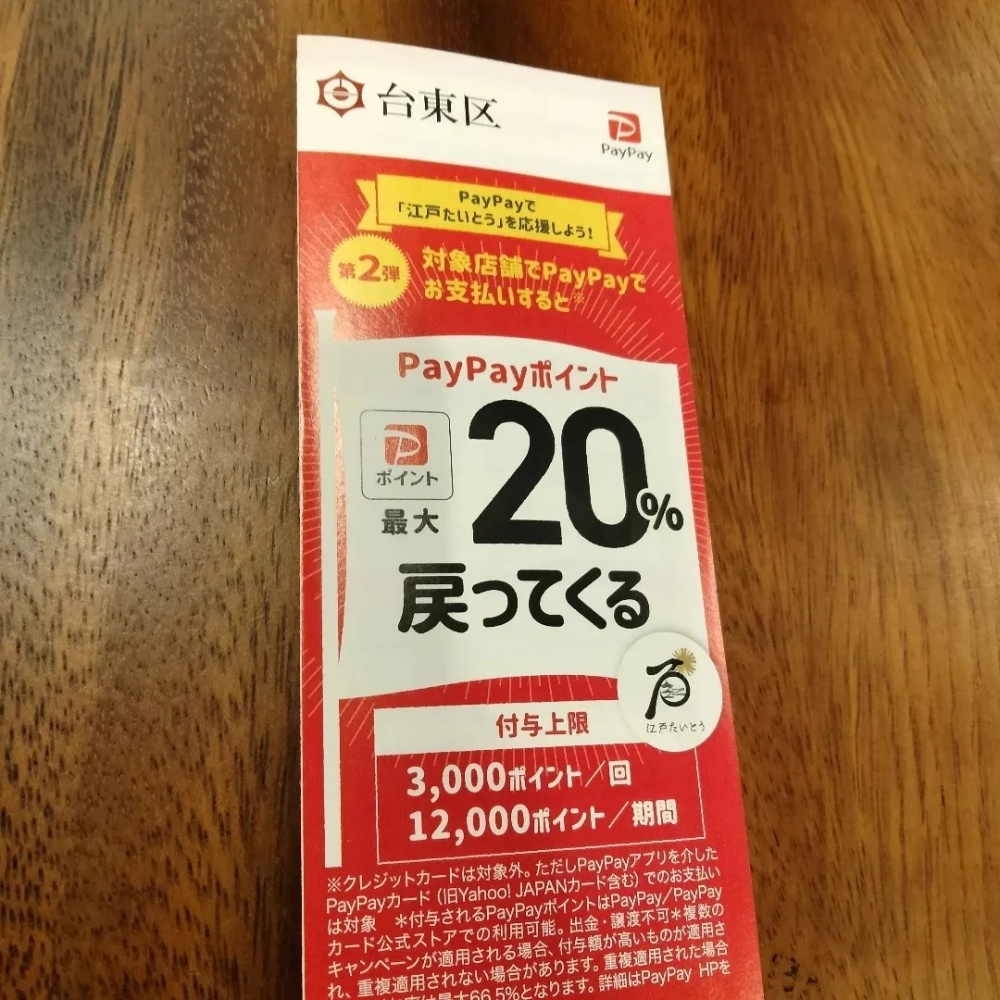 台東区
PayPay
PayPayで
「江戸たいとう」を応援しよう!
第2弾
対象店舗でPayPayで
お支払いすると※
PayPayポイント
ポイント
最大
20%
戻ってくる
江戸たいとう
付与上限
3,000ポイント/回
12,000ポイント/期間
※クレジットカードは対象外。ただしPayPayアプリを介した
PayPayカード(旧Yahoo! JAPANカード含む)でのお支払い
は対象 *付与されるPayPayポイントはPayPay/PayPay
カード公式ストアでの利用可能。出金・譲渡不可*複数の
キャンペーンが適用される場合、付与額が高いものが適用さ
れ、重複適用されない場合があります。重複適用された場合
は最大66.5%となります。詳細はPayPay HPを